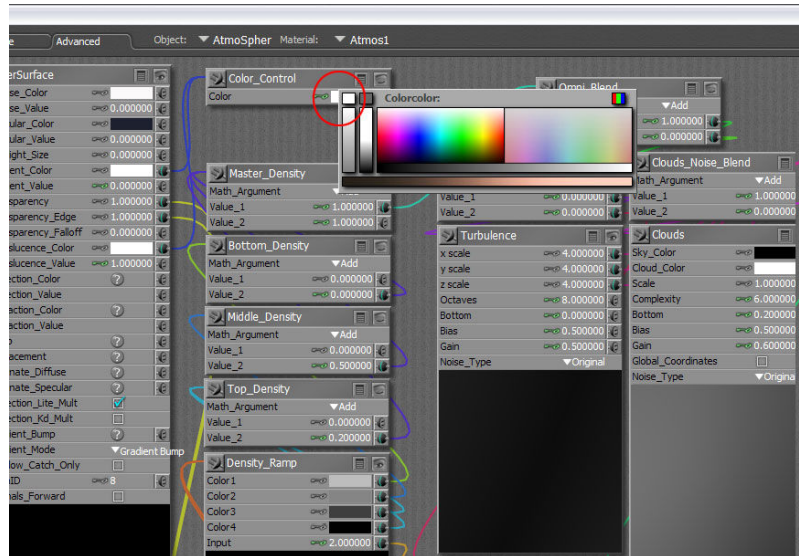 Advanced
Object: AtmoSpher Material: Atmos1
erSurface
se_Color
se_Value 0.000000
ular_Color
ular_Value 0.000000
light_Size 0.000000
ient_Color
ient_Value 0.000000
sparency 1.000000
sparency_Edge 1.000000
sparency_Falloff 0.000000
slucence_Color
slucence_Value 1.000000
ection_Color ?
ection_Value
action_Color ?
action_Value
?
acement ?
nate_Diffuse ?
nate_Specular ?
ection_Lite_Mult
ection_Kd_Mult
ient_Bump ?
ient_Mode Gradient Bump
low_Catch_Only
ID 8
nals_Forward
Color_Control
Color
Colorcolor:
Master_Density
Math_Argument
Value_1 1.000000
Value_2 1.000000
Bottom_Density
Math_Argument Add
Value_1 0.000000
Value_2 0.000000
Middle_Density
Math_Argument Add
Value_1 0.000000
Value_2 0.500000
Top_Density
Math_Argument Add
Value_1 0.000000
Value_2 0.200000
Density_Ramp
Color1
Color2
Color3
Color4
Input 2.000000
Omni_Blend
Add
1.000000
0.000000
Value_1 0.000000
Value_2 0.000000
Turbulence
x scale 4.000000
y scale 4.000000
z scale 4.000000
Octaves 8.000000
Bottom 0.000000
Bias 0.500000
Gain 0.500000
Noise_Type Original
Clouds_Noise_Blend
Math_Argument Add
Value_1 1.000000
Value_2 0.000000
Clouds
Sky_Color
Cloud_Color
Scale 1.000000
Complexity 6.000000
Bottom 0.200000
Bias 0.500000
Gain 0.600000
Global_Coordinates
Noise_Type Origina